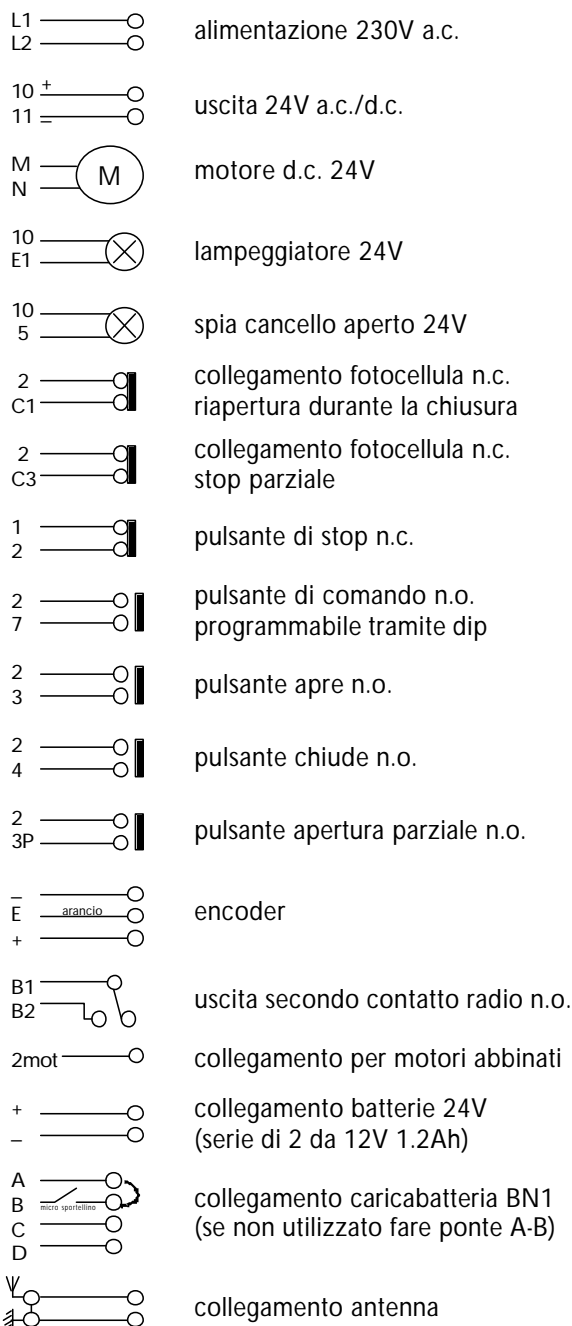 L1
L2
alimentazione 230V a.c.
10 +
11 –
uscita 24V a.c./d.c.
M
N
M
motore d.c. 24V
10
E1
lampeggiatore 24V
10
5
spia cancello aperto 24V
2
C1
collegamento fotocellula n.c.
riapertura durante la chiusura
2
C3
collegamento fotocellula n.c.
stop parziale
1
2
pulsante di stop n.c.
2
7
pulsante di comando n.o.
programmabile tramite dip
2
3
pulsante apre n.o.
2
4
pulsante chiude n.o.
2
3P
pulsante apertura parziale n.o.
–
E arancio
+
encoder
B1
B2
uscita secondo contatto radio n.o.
2mot
collegamento per motori abbinati
+
–
collegamento batterie 24V
(serie di 2 da 12V 1.2Ah)
A
B micro sportellino
C
D
collegamento caricabatteria BN1
(se non utilizzato fare ponte A-B)
collegamento antenna